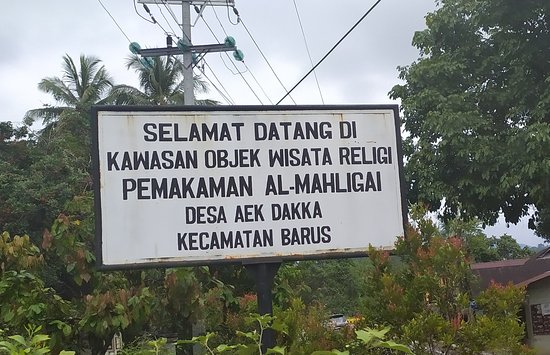 SELAMAT DATANG DI
KAWASAN OBJEK WISATA RELIGI
PEMAKAMAN AL-MAHLIGAI
DESA AEK DAKKA
KECAMATAN BARUS